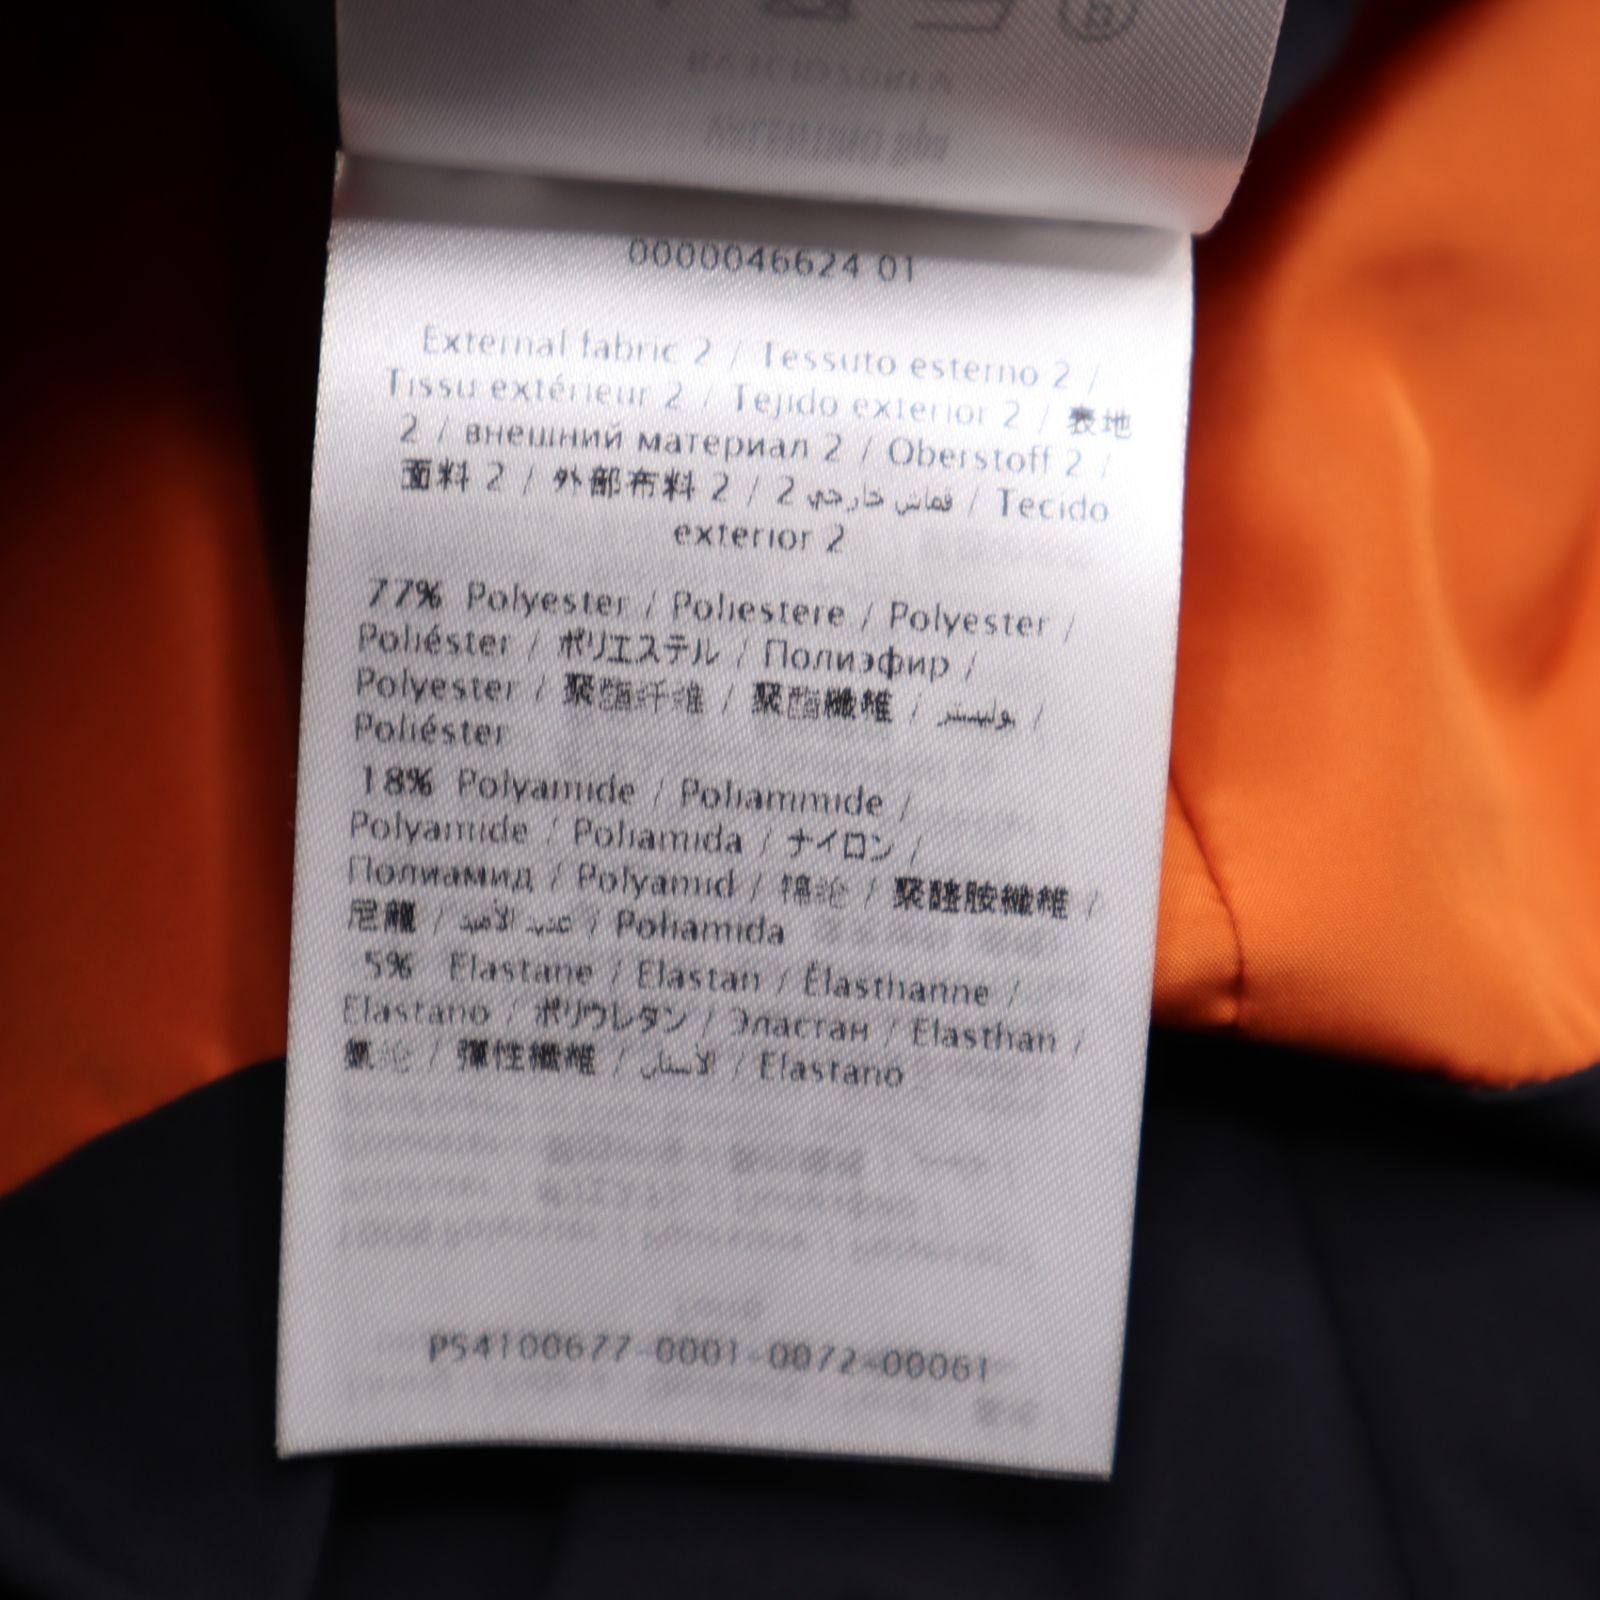 0000046624 01
External fabric 2 / Tessuto esterno 2 /
Tissu extérieur 2 / Tejido exterior 2 / 表地
2 / внешний материал 2 / Oberstoff 2 /
面料 2 / 外部布料 2 / 2 قماش خارجي / Tecido
exterior 2
77% Polyester / Poliestere / Polyester /
Poliéster / ポリエステル / Полиэфир /
Polyester / 聚酯纤维 / 聚酯纖維 / بوليستر /
Poliéster
18% Polyamide / Poliammide /
Polyamide / Poliamida / ナイロン /
Полиамид / Polyamid / 锦纶 / 聚醯胺纖維 /
尼龍 / عديد الأميد / Poliamida
5% Elastane / Elastan / Élasthanne /
Elastano / ポリウレタン / Эластан / Elasthan /
氨纶 / 彈性纖維 / الأستان / Elastano
PS4100677-0001-0072-00061